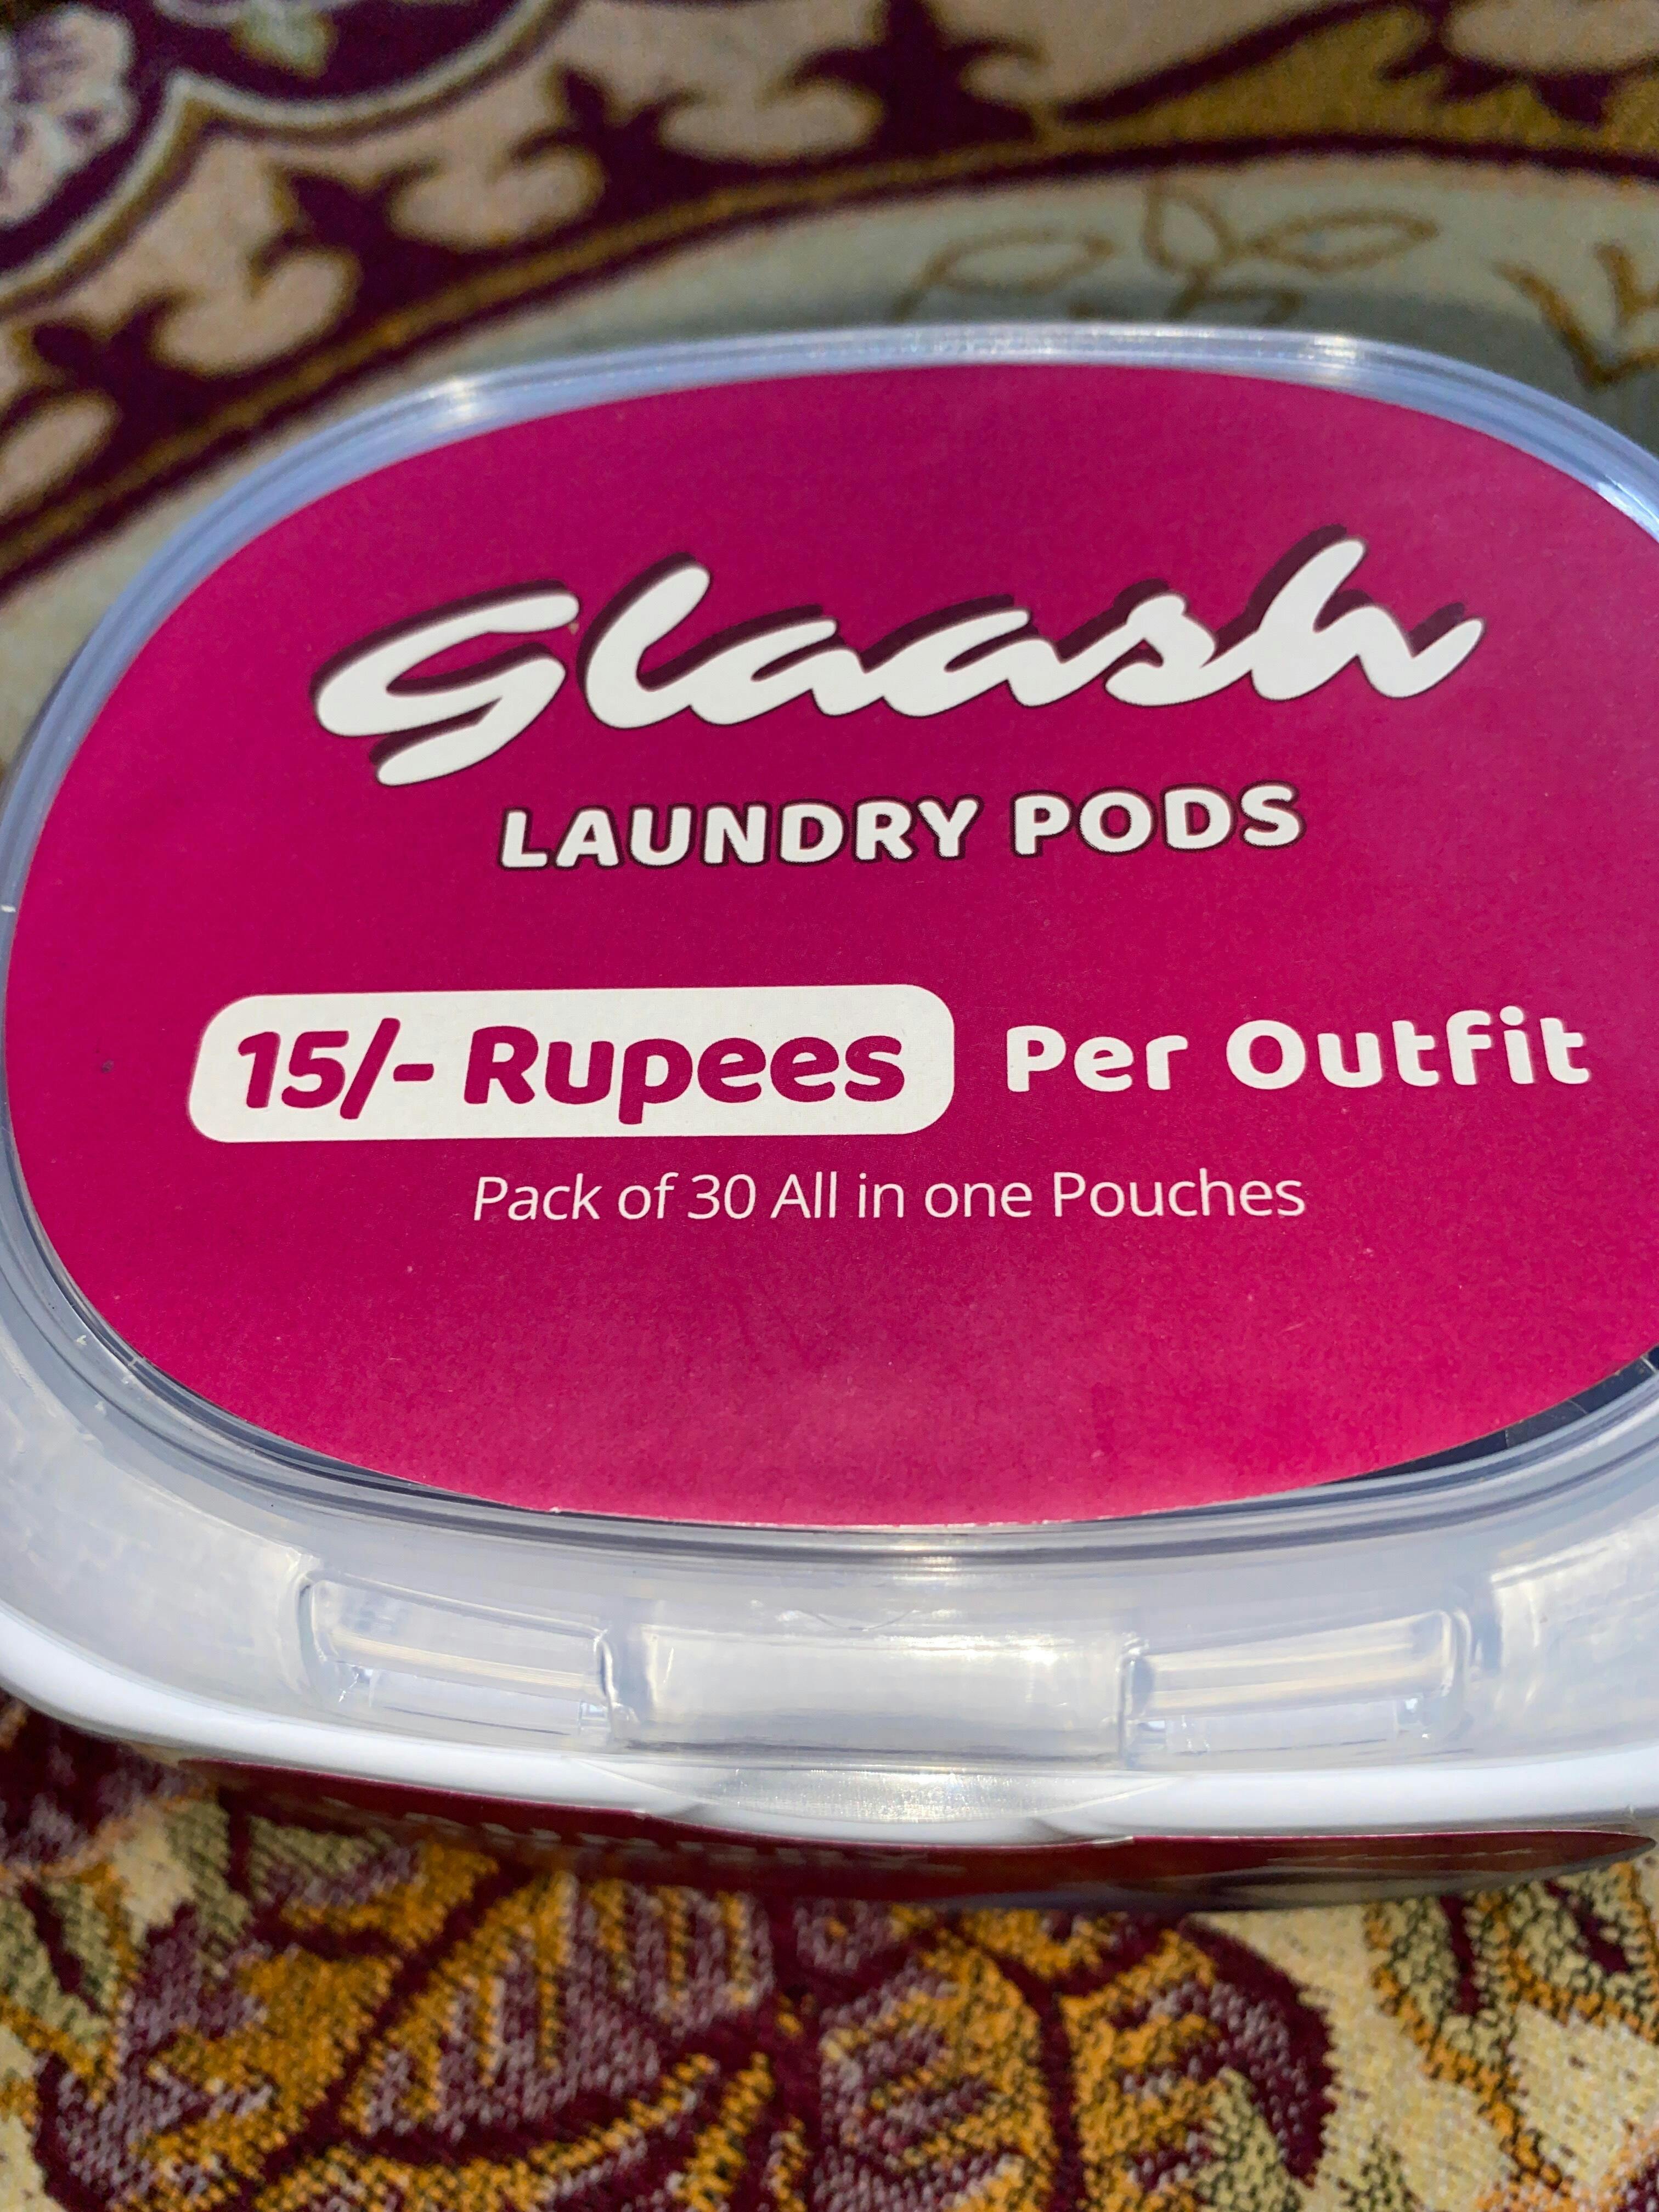 Glaash
LAUNDRY PODS
15/- Rupees Per Outfit
Pack of 30 All in one Pouches